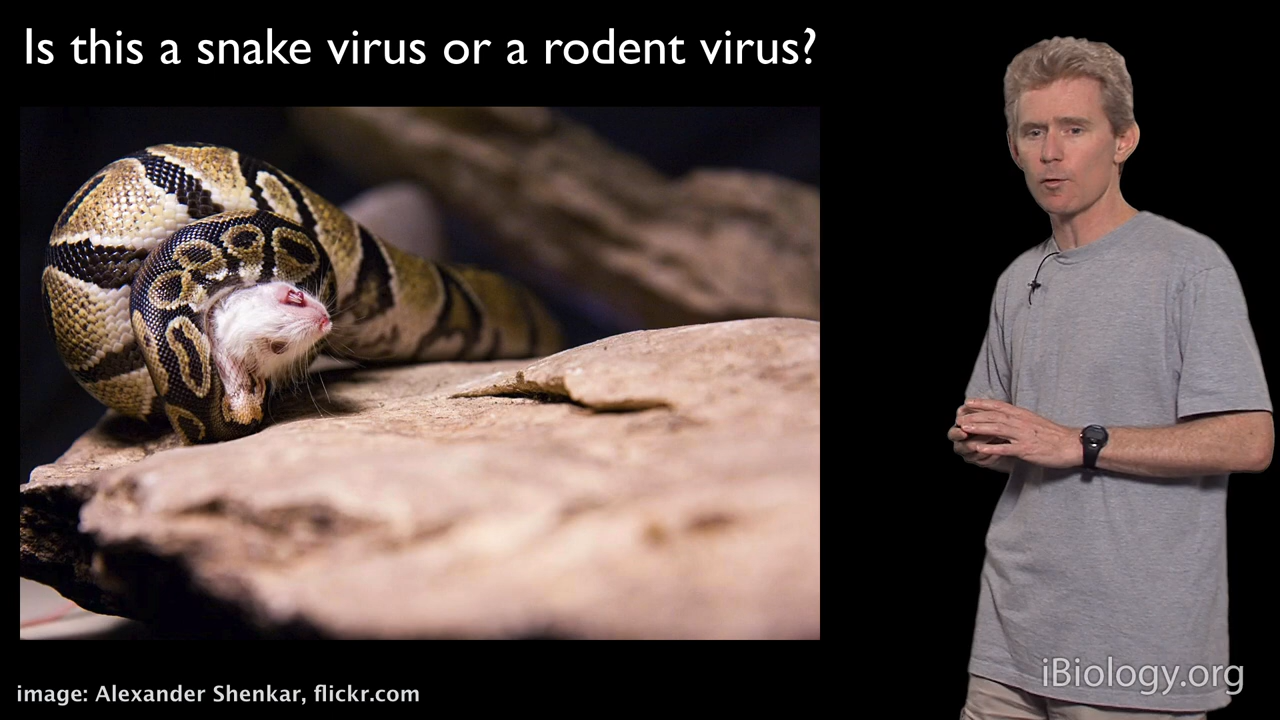 Is this a snake virus or a rodent virus?
iBiology.org
image: Alexander Shenkar, flickr.com